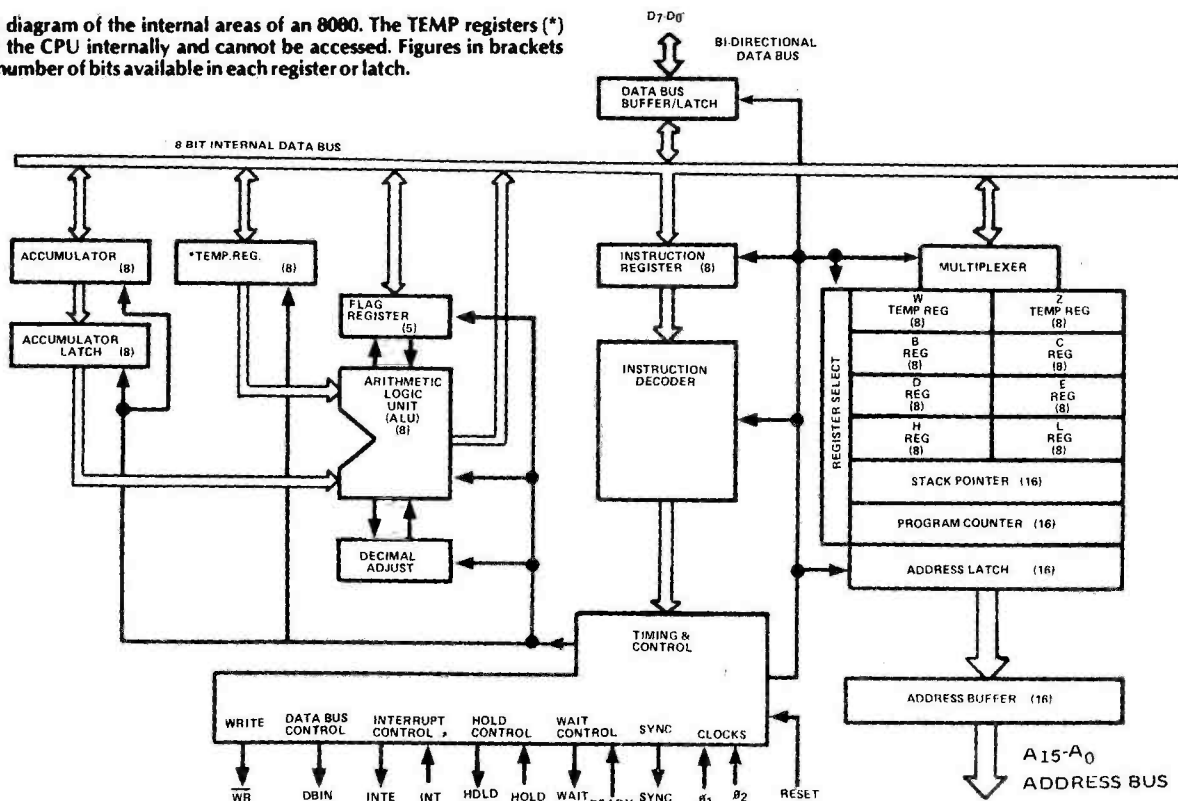 diagram of the internal areas of an 8080. The TEMP registers (*)
the CPU internally and cannot be accessed. Figures in brackets
number of bits available in each register or latch.
D7-D0
BI-DIRECTIONAL
DATA BUS
DATA BUS
BUFFER/LATCH
8 BIT INTERNAL DATA BUS
ACCUMULATOR
(8)
*TEMP.REG.
(8)
INSTRUCTION
REGISTER (8)
MULTIPLEXER
FLAG
REGISTER
(5)
ACCUMULATOR
LATCH (8)
ARITHMETIC
LOGIC
UNIT
(ALU)
(8)
INSTRUCTION
DECODER
DECIMAL
ADJUST
REGISTER SELECT
W
TEMP REG
(8)
Z
TEMP REG
(8)
B
REG
(8)
C
REG
(8)
D
REG
(8)
E
REG
(8)
H
REG
(8)
L
REG
(8)
STACK POINTER (16)
PROGRAM COUNTER (16)
ADDRESS LATCH (16)
TIMING &
CONTROL
ADDRESS BUFFER (16)
A15-A0
ADDRESS BUS
WRITE
DATA BUS
CONTROL
INTERRUPT
CONTROL
HOLD
CONTROL
WAIT
CONTROL
SYNC
CLOCKS
WR
DBIN
INTE
INT
HDLD
HOLD
WAIT
SYNC
Ø1
Ø2
RESET